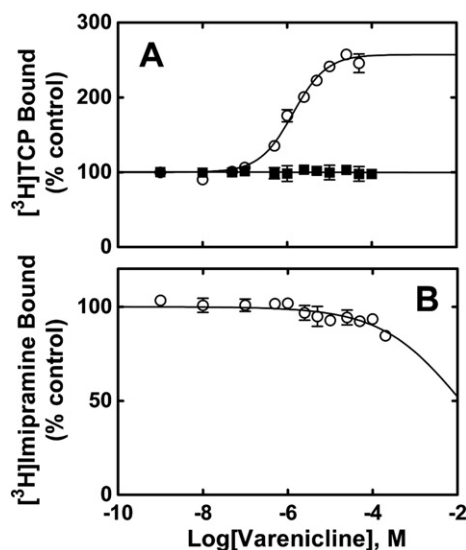 300
A
200
100
0
[³H]TCP Bound
(% control)
B
100
50
0
[³H]Imipramine Bound
(% control)
-10
-8
-6
-4
-2
Log[Varenicline], M